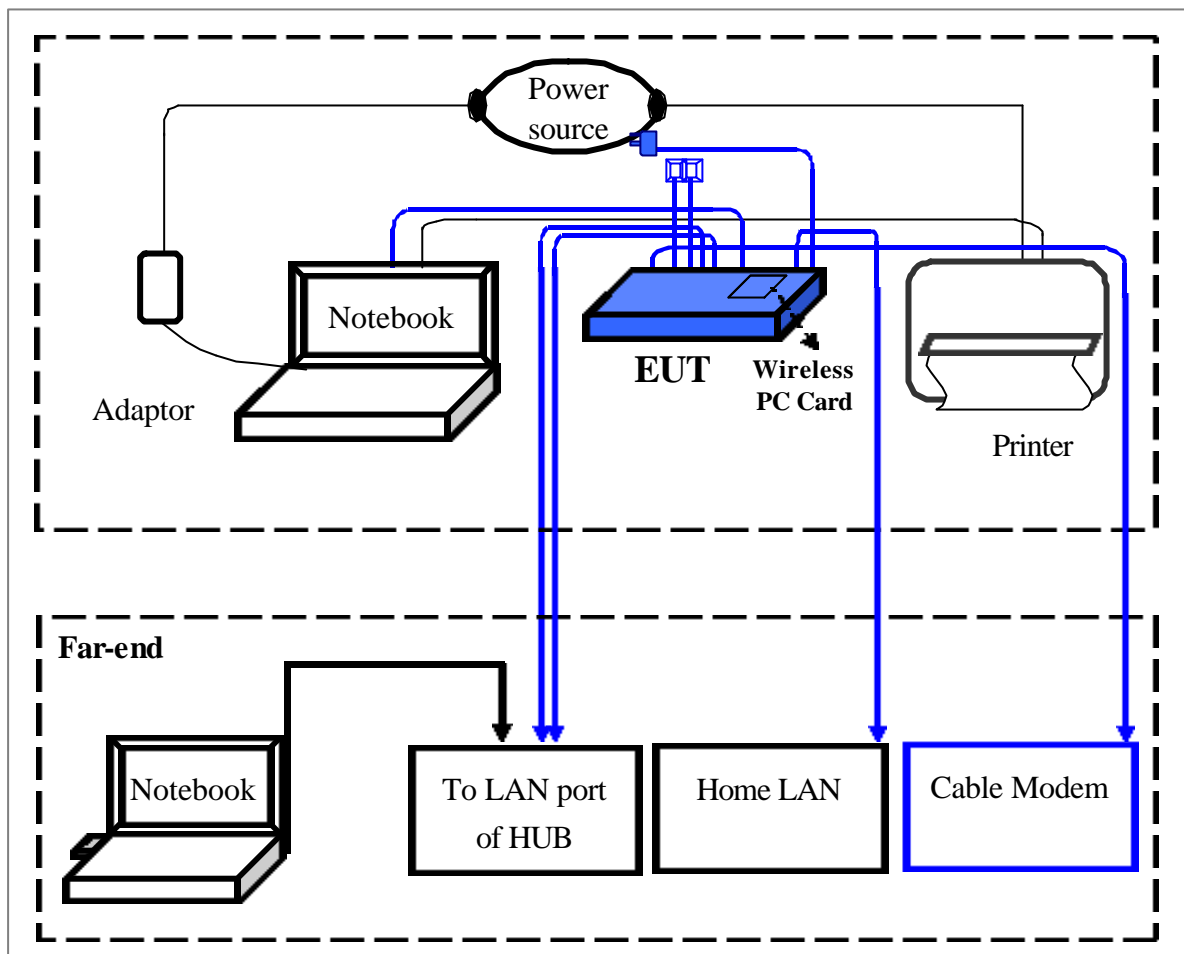 Power
source
Notebook
EUT
Wireless
PC Card
Adaptor
Printer
Far-end
Notebook
To LAN port
of HUB
Home LAN
Cable Modem